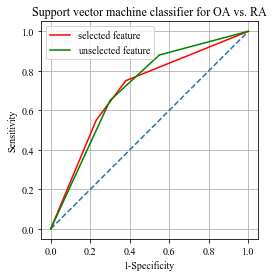 Support vector machine classifier for OA vs. RA
selected feature
unselected feature
1.0
0.8
0.6
0.4
0.2
0.0
Sensitivity
0.0 0.2 0.4 0.6 0.8 1.0
1-Specificity